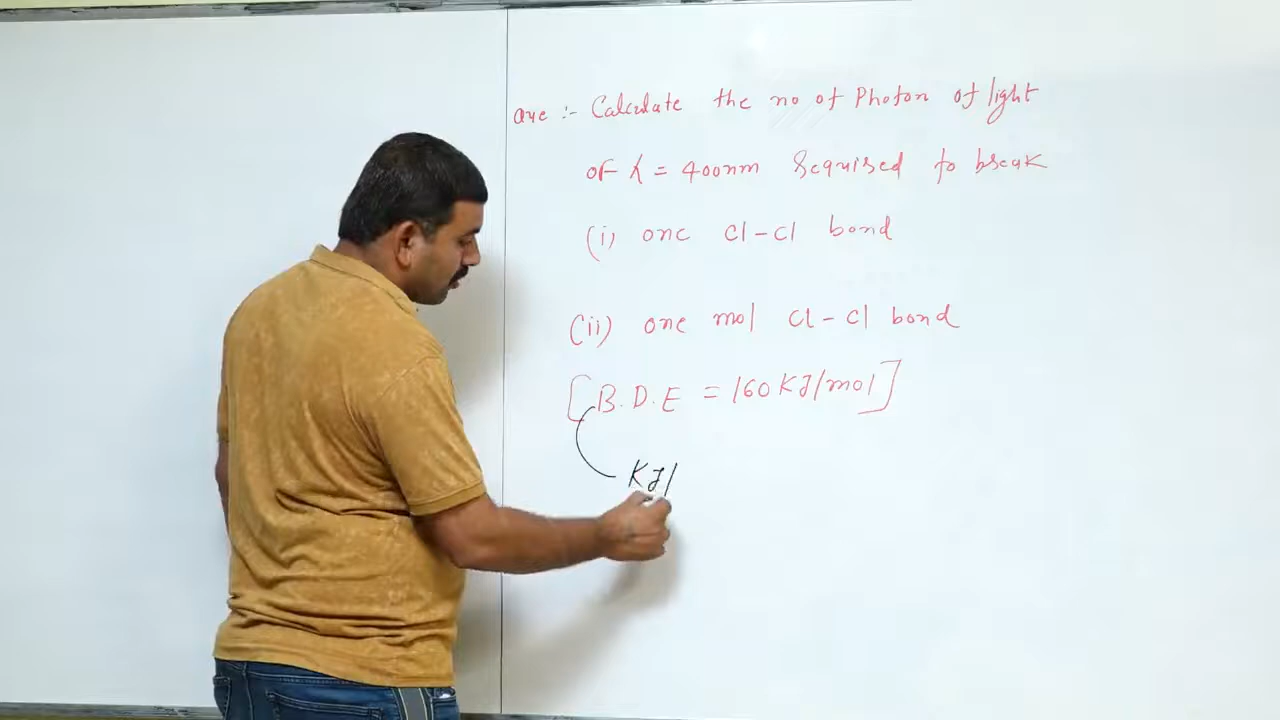 Que :- Calculate the no of Photon of light
of λ = 400nm required to break
(i) one Cl-Cl bond
(ii) one mol Cl-Cl bond
[B.D.E = 160 KJ/mol]
KJ/